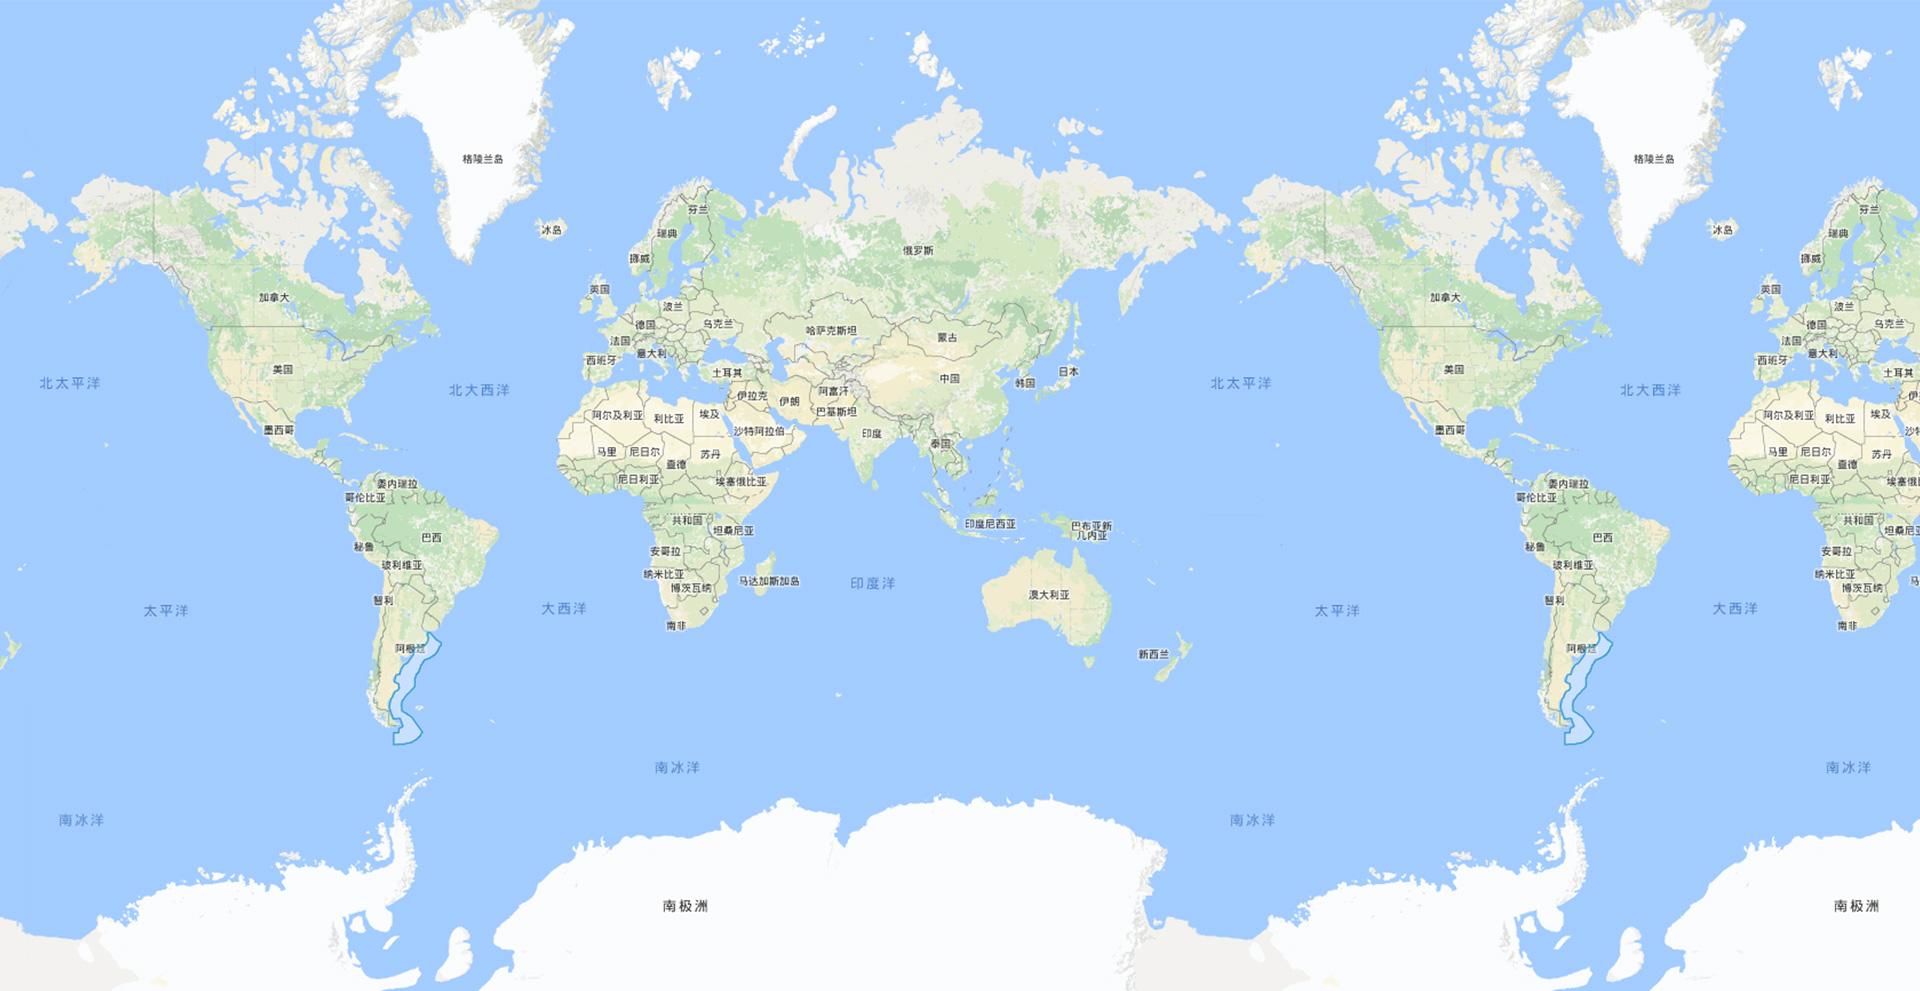 格陵兰岛
格陵兰岛
芬兰
芬兰
冰岛
冰岛
瑞典
瑞典
俄罗斯
挪威
挪威
英国
英国
加拿大
加拿大
波兰
波兰
德国
乌克兰
德国
乌克兰
哈萨克斯坦
蒙古
法国
法国
意大利
意大利
西班牙
西班牙
美国
美国
土耳其
土耳其
日本
中国
韩国
北太平洋
北太平洋
北大西洋
北大西洋
阿富汗
伊拉克
伊朗
伊
巴基斯坦
阿尔及利亚
利比亚
埃及
阿尔及利亚
利比亚
埃及
墨西哥
墨西哥
沙特阿拉伯
印度
沙特
泰国
马里
尼日尔
苏丹
马里
尼日尔
苏丹
乍得
乍得
尼日利亚
埃塞俄比亚
尼日利亚
埃塞俄
委内瑞拉
委内瑞拉
哥伦比亚
哥伦比亚
共和国
共和国
印度尼西亚
巴布亚新
几内亚
坦桑尼亚
坦桑尼亚
巴西
巴西
秘鲁
秘鲁
安哥拉
安哥拉
玻利维亚
玻利维亚
纳米比亚
纳米比亚
马达加斯加岛
马
印度洋
博茨瓦纳
博茨瓦纳
澳大利亚
智利
智利
太平洋
大西洋
太平洋
大西洋
南非
南非
阿根廷
阿根廷
新西兰
南冰洋
南冰洋
南冰洋
南冰洋
南极洲
南极洲